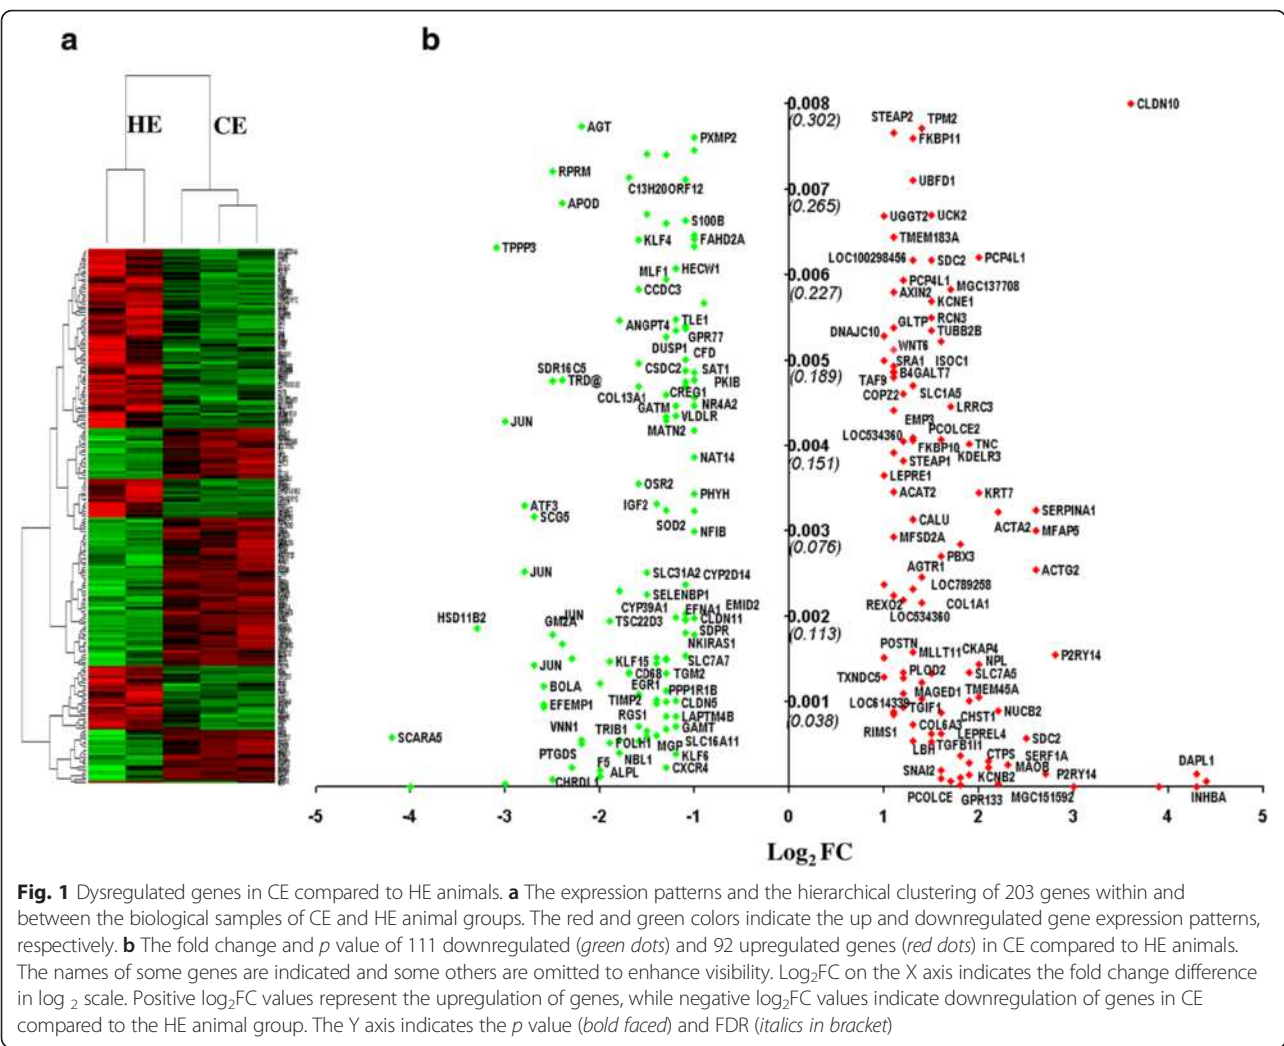 a
b
HE
CE
0.008
(0.302)
0.007
(0.265)
0.006
(0.227)
0.005
(0.189)
0.004
(0.151)
0.003
(0.076)
0.002
(0.113)
0.001
(0.038)
CLDN10
STEAP2
TPM2
FKBP11
AGT
PXMP2
RPRM
C13H20ORF12
UBFD1
APOD
S100B
UGGT2
UCK2
KLF4
FAHD2A
TMEM183A
TPPP3
LOC100298456
SDC2
PCP4L1
MLF1
HECW1
CCDC3
PCP4L1
MGC137708
AXIN2
KCNE1
ANGPT4
TLE1
GPR77
GLTP
RCN3
DNAJC10
TUBB2B
DUSP1
CFD
WNT6
SDR16C5
CSDC2
SAT1
SRA1
ISOC1
TRD@
PKIB
TAF9
B4GALT7
COL13A1
CREG1
COPZ2
SLC1A5
GATM
NR4A2
LRRC3
JUN
VLDLR
EMP3
MATN2
LOC534360
PCOLCE2
FKBP10
TNC
KDELR3
NAT14
STEAP1
LEPRE1
OSR2
PHYH
ACAT2
KRT7
ATF3
IGF2
SERPINA1
SCG5
SOD2
CALU
ACTA2
NFIB
MFSD2A
MFAP5
PBX3
JUN
SLC31A2
CYP2D14
AGTR1
ACTG2
SELENBP1
LOC789258
CYP39A1
EFNA1
EMID2
REXO2
COL1A1
HSD11B2
GM2A
JUN
TSC22D3
CLDN11
LOC534360
SDPR
NKIRAS1
POSTN
JUN
KLF15
SLC7A7
MLLT11
CKAP4
P2RY14
CD68
TGM2
TXNDC5
PLOD2
NPL
SLC7A5
BOLA
EGR1
PPP1R1B
MAGED1
TMEM45A
EFEMP1
TIMP2
CLDN5
LOC614339
TGIF1
NUCB2
VNN1
RGS1
LAPTM4B
CHST1
TRIB1
GAMT
RIMS1
COL6A3
LEPREL4
SCARA5
FOLH1
MGP
SLC16A11
LBH
TGFB1I1
SDC2
PTGDS
NBL1
KLF6
CTPS
SERF1A
F5
CXCR4
SNAI2
MAOB
DAPL1
CHRDL1
ALPL
KCNB2
P2RY14
PCOLCE
GPR133
MGC151592
INHBA
-5
-4
-3
-2
-1
0
1
2
3
4
5
Log2 FC
Fig. 1 Dysregulated genes in CE compared to HE animals. a The expression patterns and the hierarchical clustering of 203 genes within and
between the biological samples of CE and HE animal groups. The red and green colors indicate the up and downregulated gene expression patterns,
respectively. b The fold change and p value of 111 downregulated (green dots) and 92 upregulated genes (red dots) in CE compared to HE animals.
The names of some genes are indicated and some others are omitted to enhance visibility. Log2FC on the X axis indicates the fold change difference
in log 2 scale. Positive log2FC values represent the upregulation of genes, while negative log2FC values indicate downregulation of genes in CE
compared to the HE animal group. The Y axis indicates the p value (bold faced) and FDR (italics in bracket)